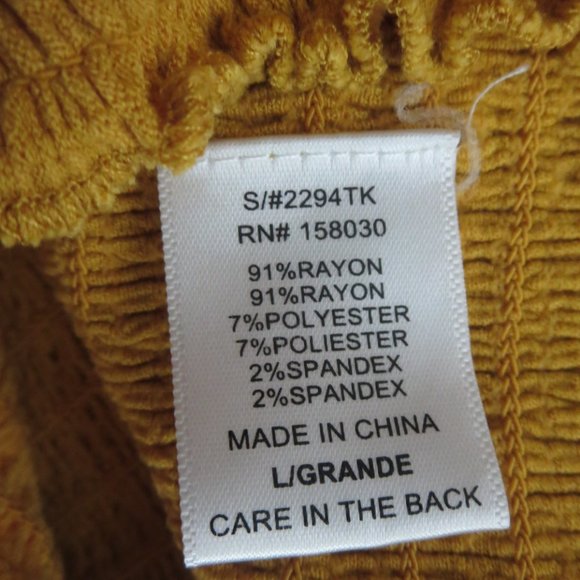 S/#2294TK
RN# 158030
91%RAYON
91%RAYON
7%POLYESTER
7%POLIESTER
2%SPANDEX
2%SPANDEX
MADE IN CHINA
L/GRANDE
CARE IN THE BACK